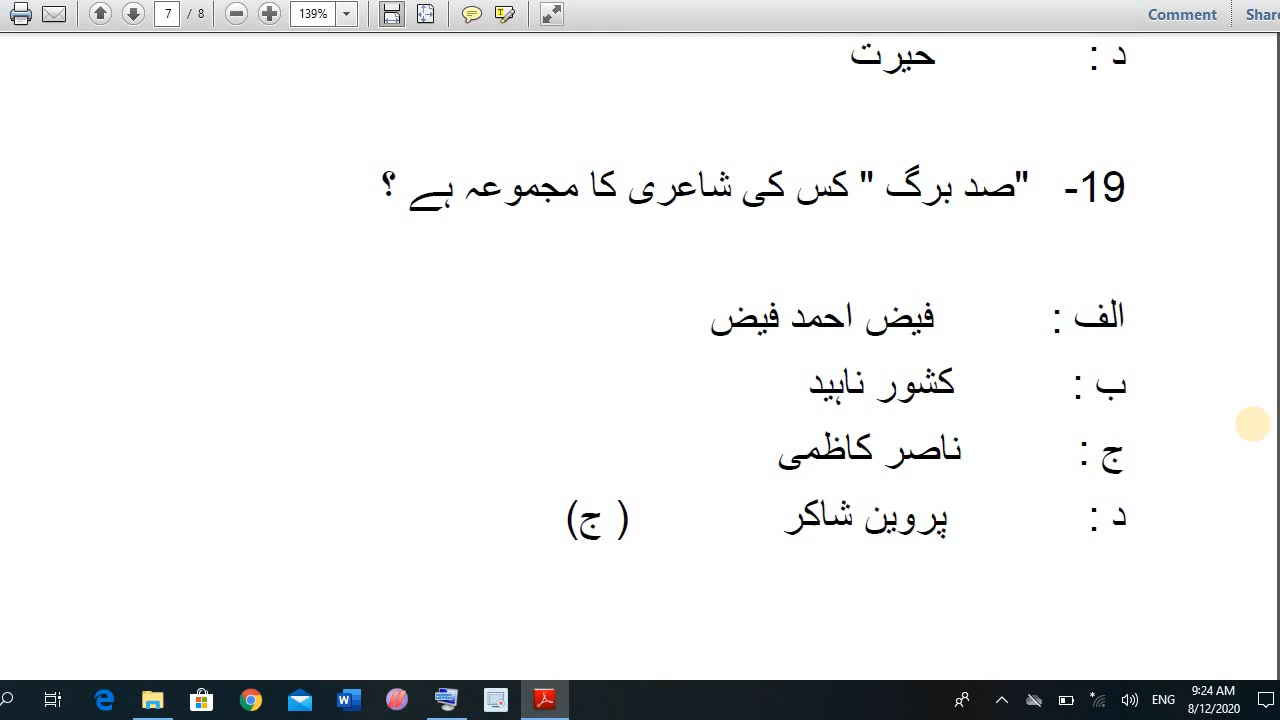 7 / 8 139% Comment Share
د : حیرت
19- "صد برگ " کس کی شاعری کا مجموعہ ہے ؟
الف : فیض احمد فیض
ب : کشور ناہید
ج : ناصر کاظمی
د : پروین شاکر ( ج)
ENG 9:24 AM
8/12/2020